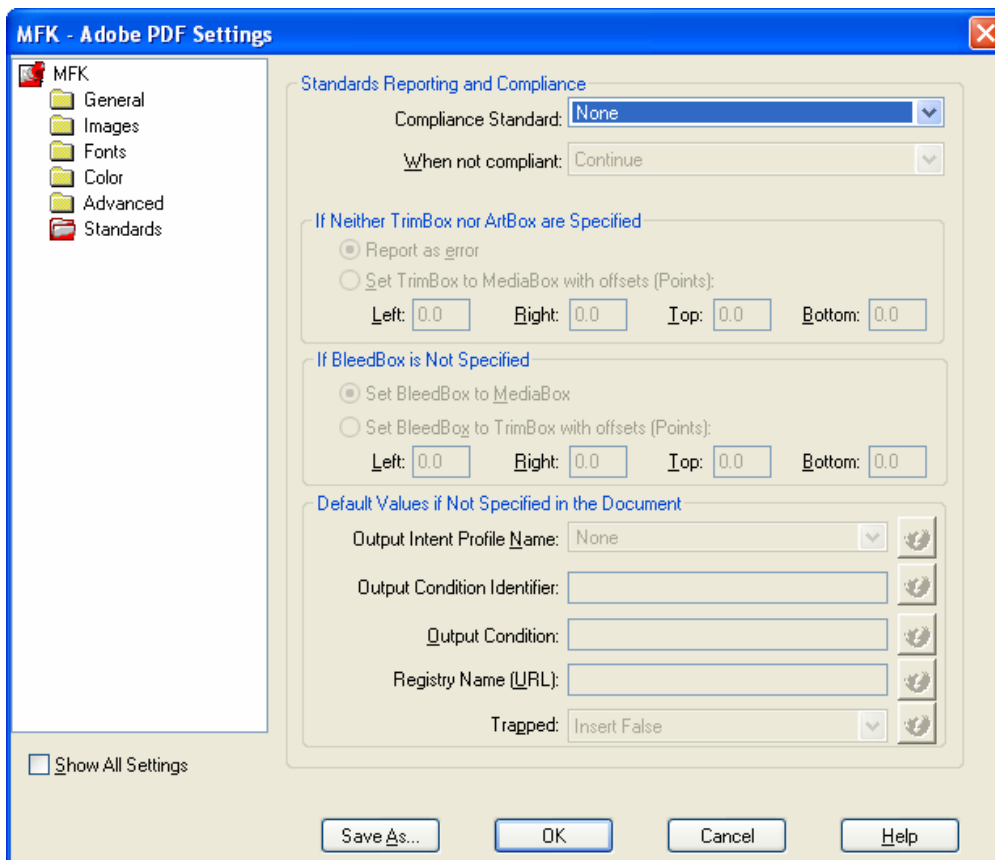 MFK - Adobe PDF Settings
MFK
General
Images
Fonts
Color
Advanced
Standards
Show All Settings
Standards Reporting and Compliance
Compliance Standard: None
When not compliant: Continue
If Neither TrimBox nor ArtBox are Specified
Report as error
Set TrimBox to MediaBox with offsets (Points):
Left: 0.0 Right: 0.0 Top: 0.0 Bottom: 0.0
If BleedBox is Not Specified
Set BleedBox to MediaBox
Set BleedBox to TrimBox with offsets (Points):
Left: 0.0 Right: 0.0 Top: 0.0 Bottom: 0.0
Default Values if Not Specified in the Document
Output Intent Profile Name: None
Output Condition Identifier:
Output Condition:
Registry Name (URL):
Trapped: Insert False
Save As... OK Cancel Help